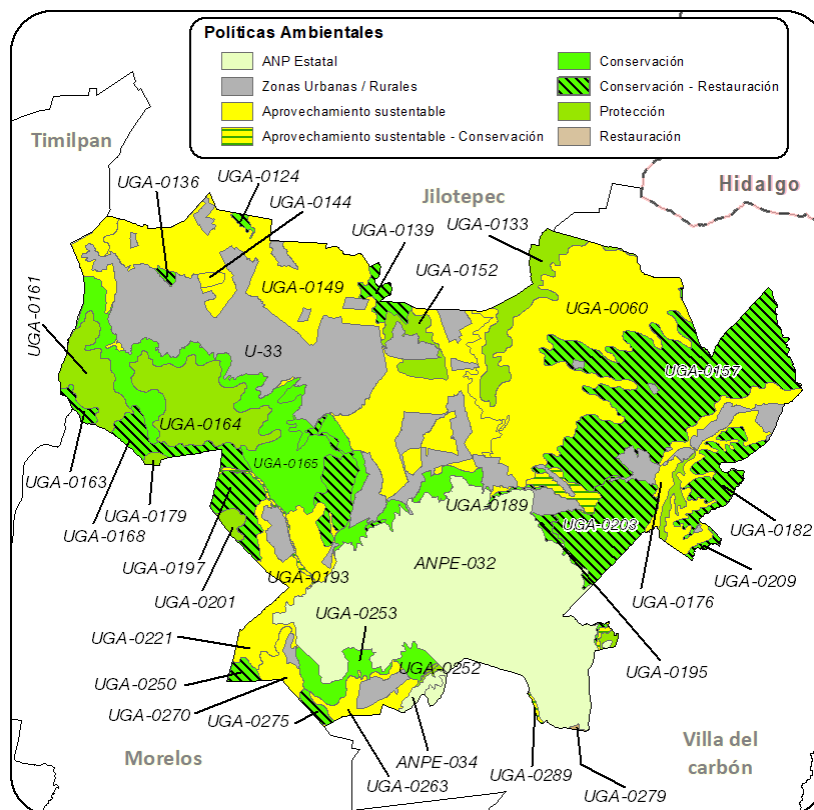 Políticas Ambientales
ANP Estatal
Conservación
Zonas Urbanas / Rurales
Conservación - Restauración
Aprovechamiento sustentable
Protección
Aprovechamiento sustentable - Conservación
Restauración
Timilpan
Jilotepec
Hidalgo
UGA-0136
UGA-0124
UGA-0144
UGA-0139
UGA-0133
UGA-0152
UGA-0161
UGA-0149
UGA-0060
U-33
UGA-0157
UGA-0164
UGA-0165
UGA-0163
UGA-0189
UGA-0179
UGA-0203
UGA-0182
UGA-0168
UGA-0197
UGA-0193
ANPE-032
UGA-0209
UGA-0201
UGA-0176
UGA-0253
UGA-0221
UGA-0252
UGA-0195
UGA-0250
UGA-0270
UGA-0275
Morelos
ANPE-034
Villa del
carbón
UGA-0263
UGA-0289
UGA-0279